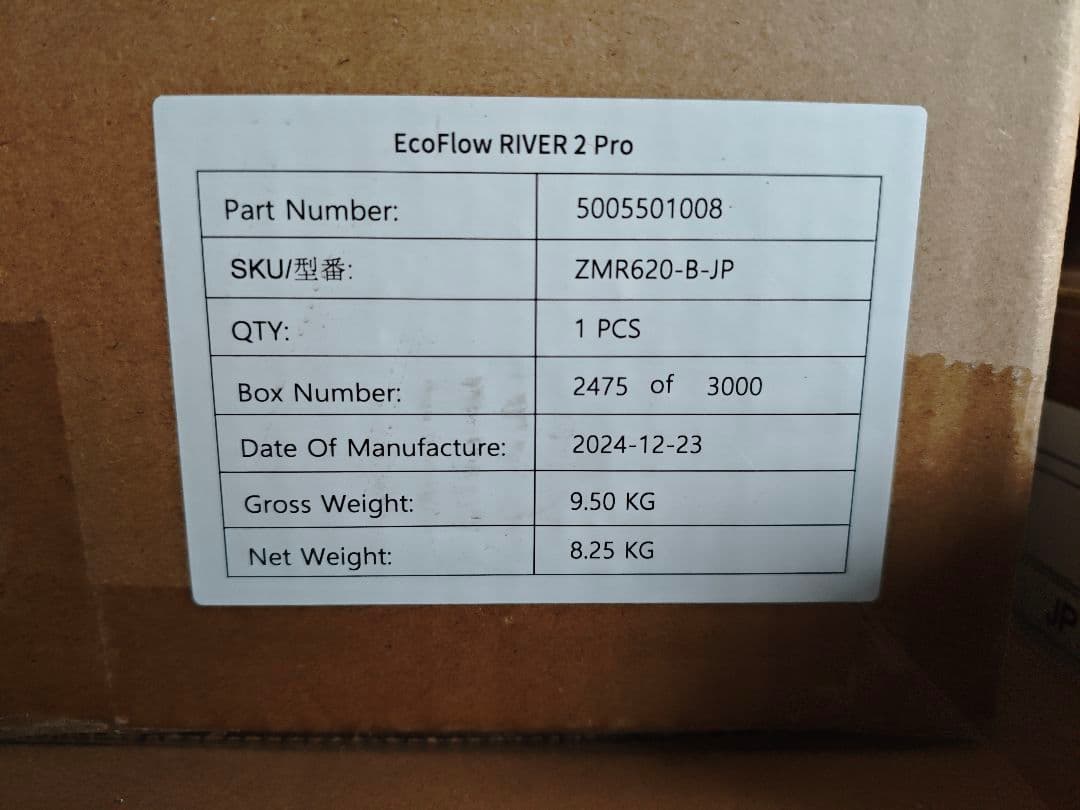 EcoFlow RIVER 2 Pro
Part Number: 5005501008
SKU/型番: ZMR620-B-JP
QTY: 1 PCS
Box Number: 2475 of 3000
Date Of Manufacture: 2024-12-23
Gross Weight: 9.50 KG
Net Weight: 8.25 KG
JP